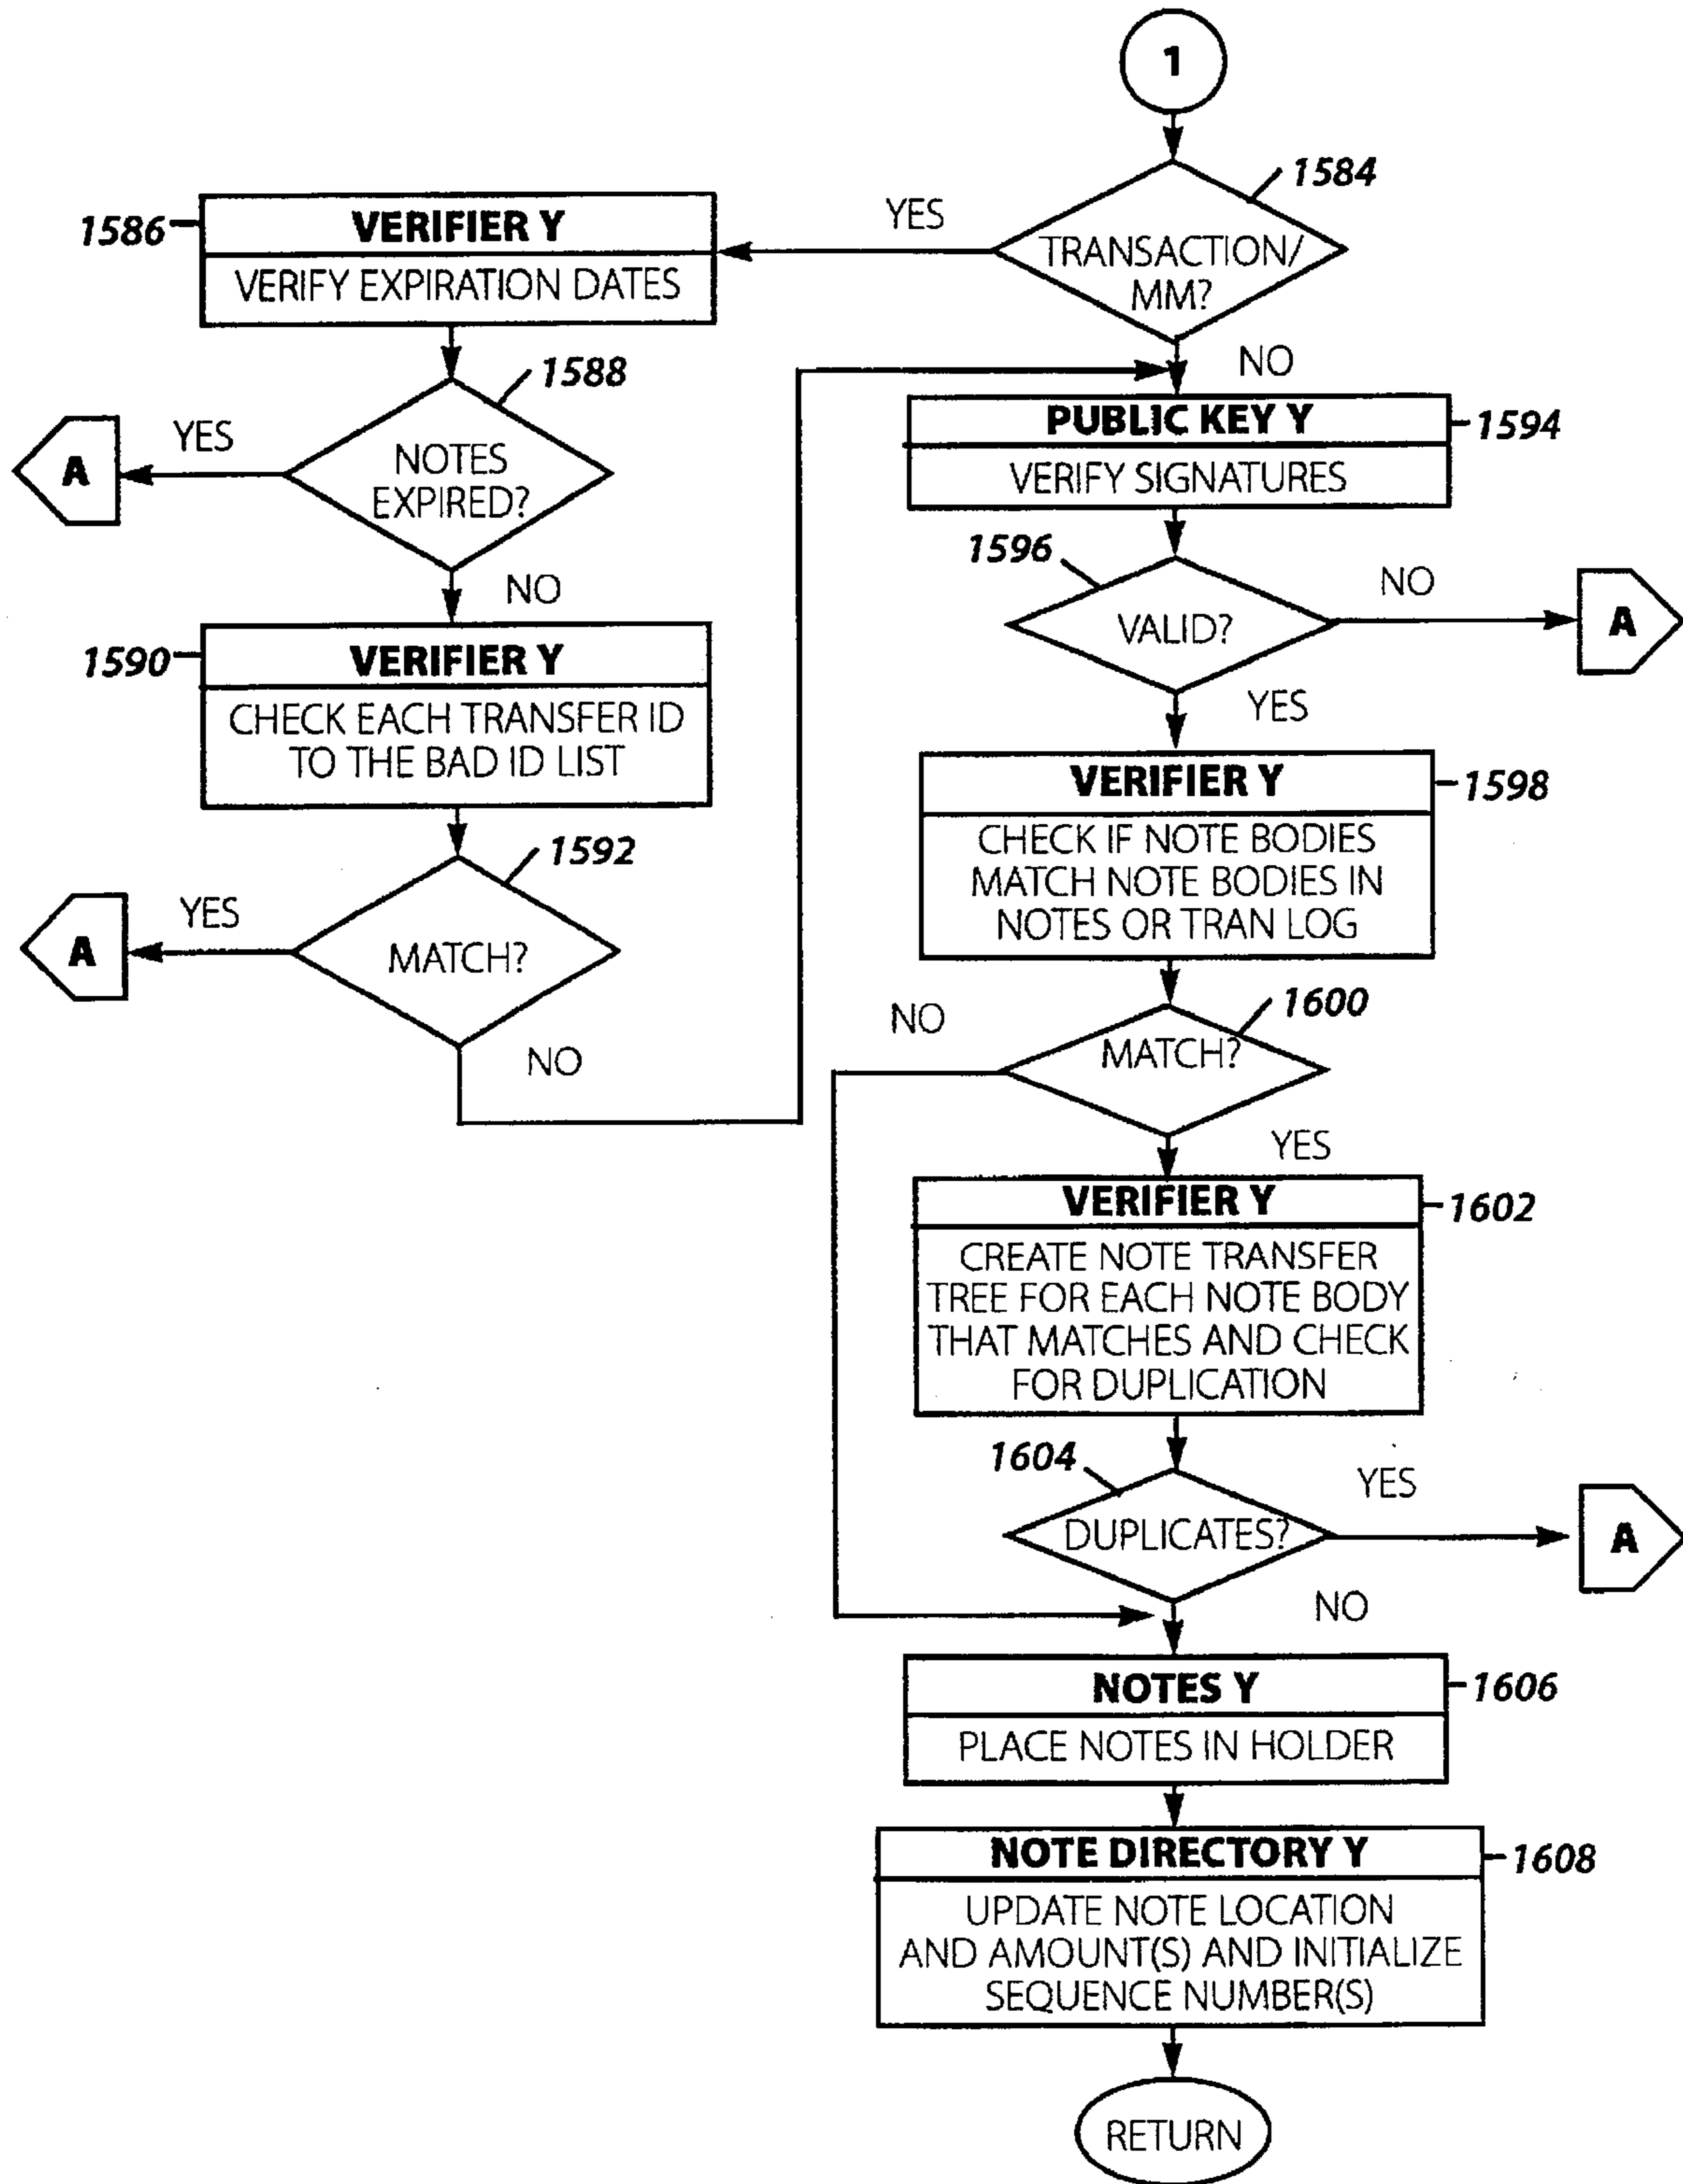 1
1584
TRANSACTION/
MM?
YES
NO
1586
VERIFIER Y
VERIFY EXPIRATION DATES
1588
NOTES
EXPIRED?
YES
A
NO
1590
VERIFIER Y
CHECK EACH TRANSFER ID
TO THE BAD ID LIST
1592
MATCH?
YES
A
NO
PUBLIC KEY Y
1594
VERIFY SIGNATURES
1596
VALID?
NO
A
YES
VERIFIER Y
1598
CHECK IF NOTE BODIES
MATCH NOTE BODIES IN
NOTES OR TRAN LOG
1600
NO
MATCH?
YES
VERIFIER Y
1602
CREATE NOTE TRANSFER
TREE FOR EACH NOTE BODY
THAT MATCHES AND CHECK
FOR DUPLICATION
1604
YES
DUPLICATES?
A
NO
NOTES Y
1606
PLACE NOTES IN HOLDER
NOTE DIRECTORY Y
1608
UPDATE NOTE LOCATION
AND AMOUNT(S) AND INITIALIZE
SEQUENCE NUMBER(S)
RETURN